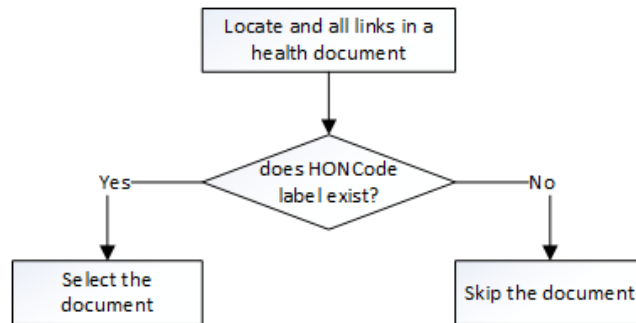 Locate and all links in a
health document
does HONCode
label exist?
Yes
No
Select the
document
Skip the document